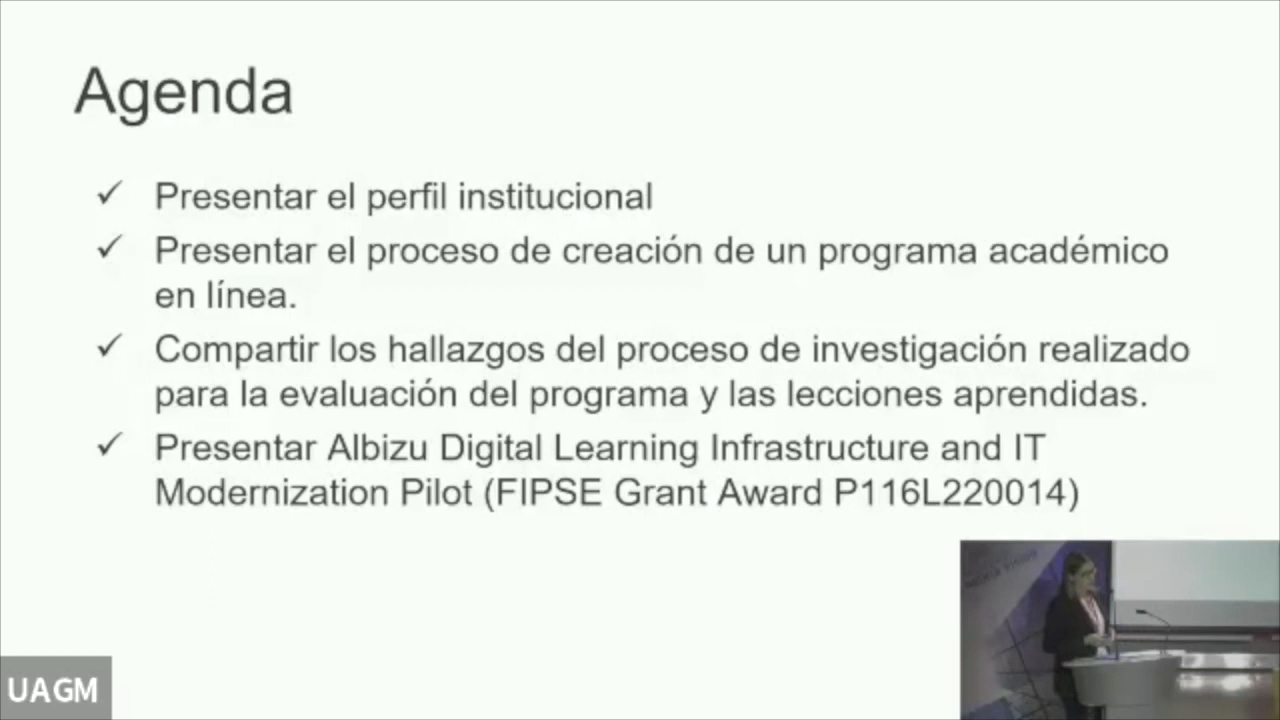 Agenda
✓ Presentar el perfil institucional
✓ Presentar el proceso de creación de un programa académico
en línea.
✓ Compartir los hallazgos del proceso de investigación realizado
para la evaluación del programa y las lecciones aprendidas.
✓ Presentar Albizu Digital Learning Infrastructure and IT
Modernization Pilot (FIPSE Grant Award P116L220014)
UAGM